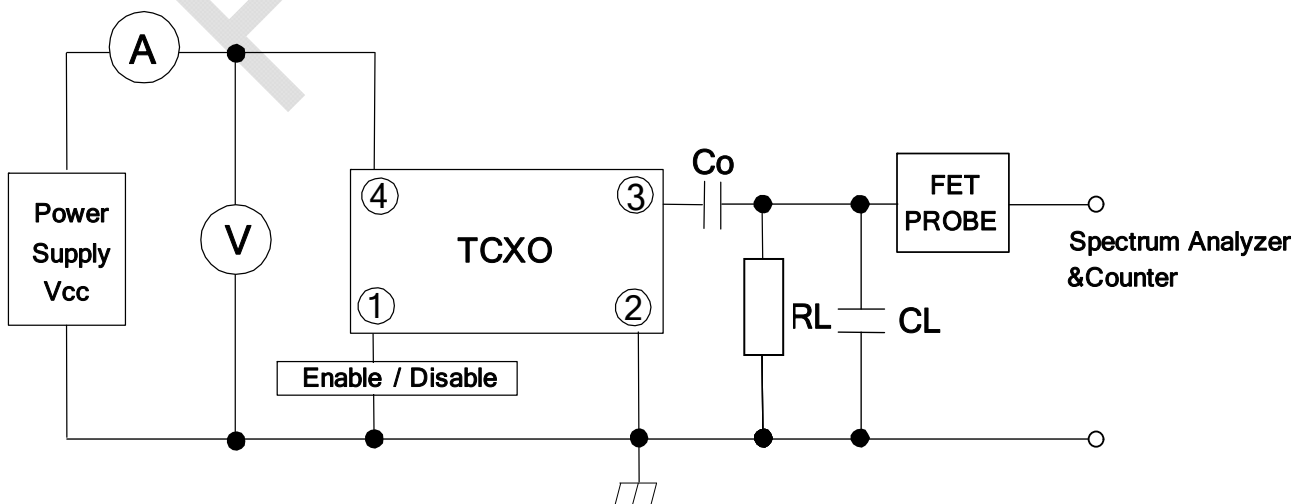 A
Power
Supply
Vcc
V
4
3
TCXO
1
2
Enable / Disable
Co
RL
CL
FET
PROBE
Spectrum Analyzer
&Counter